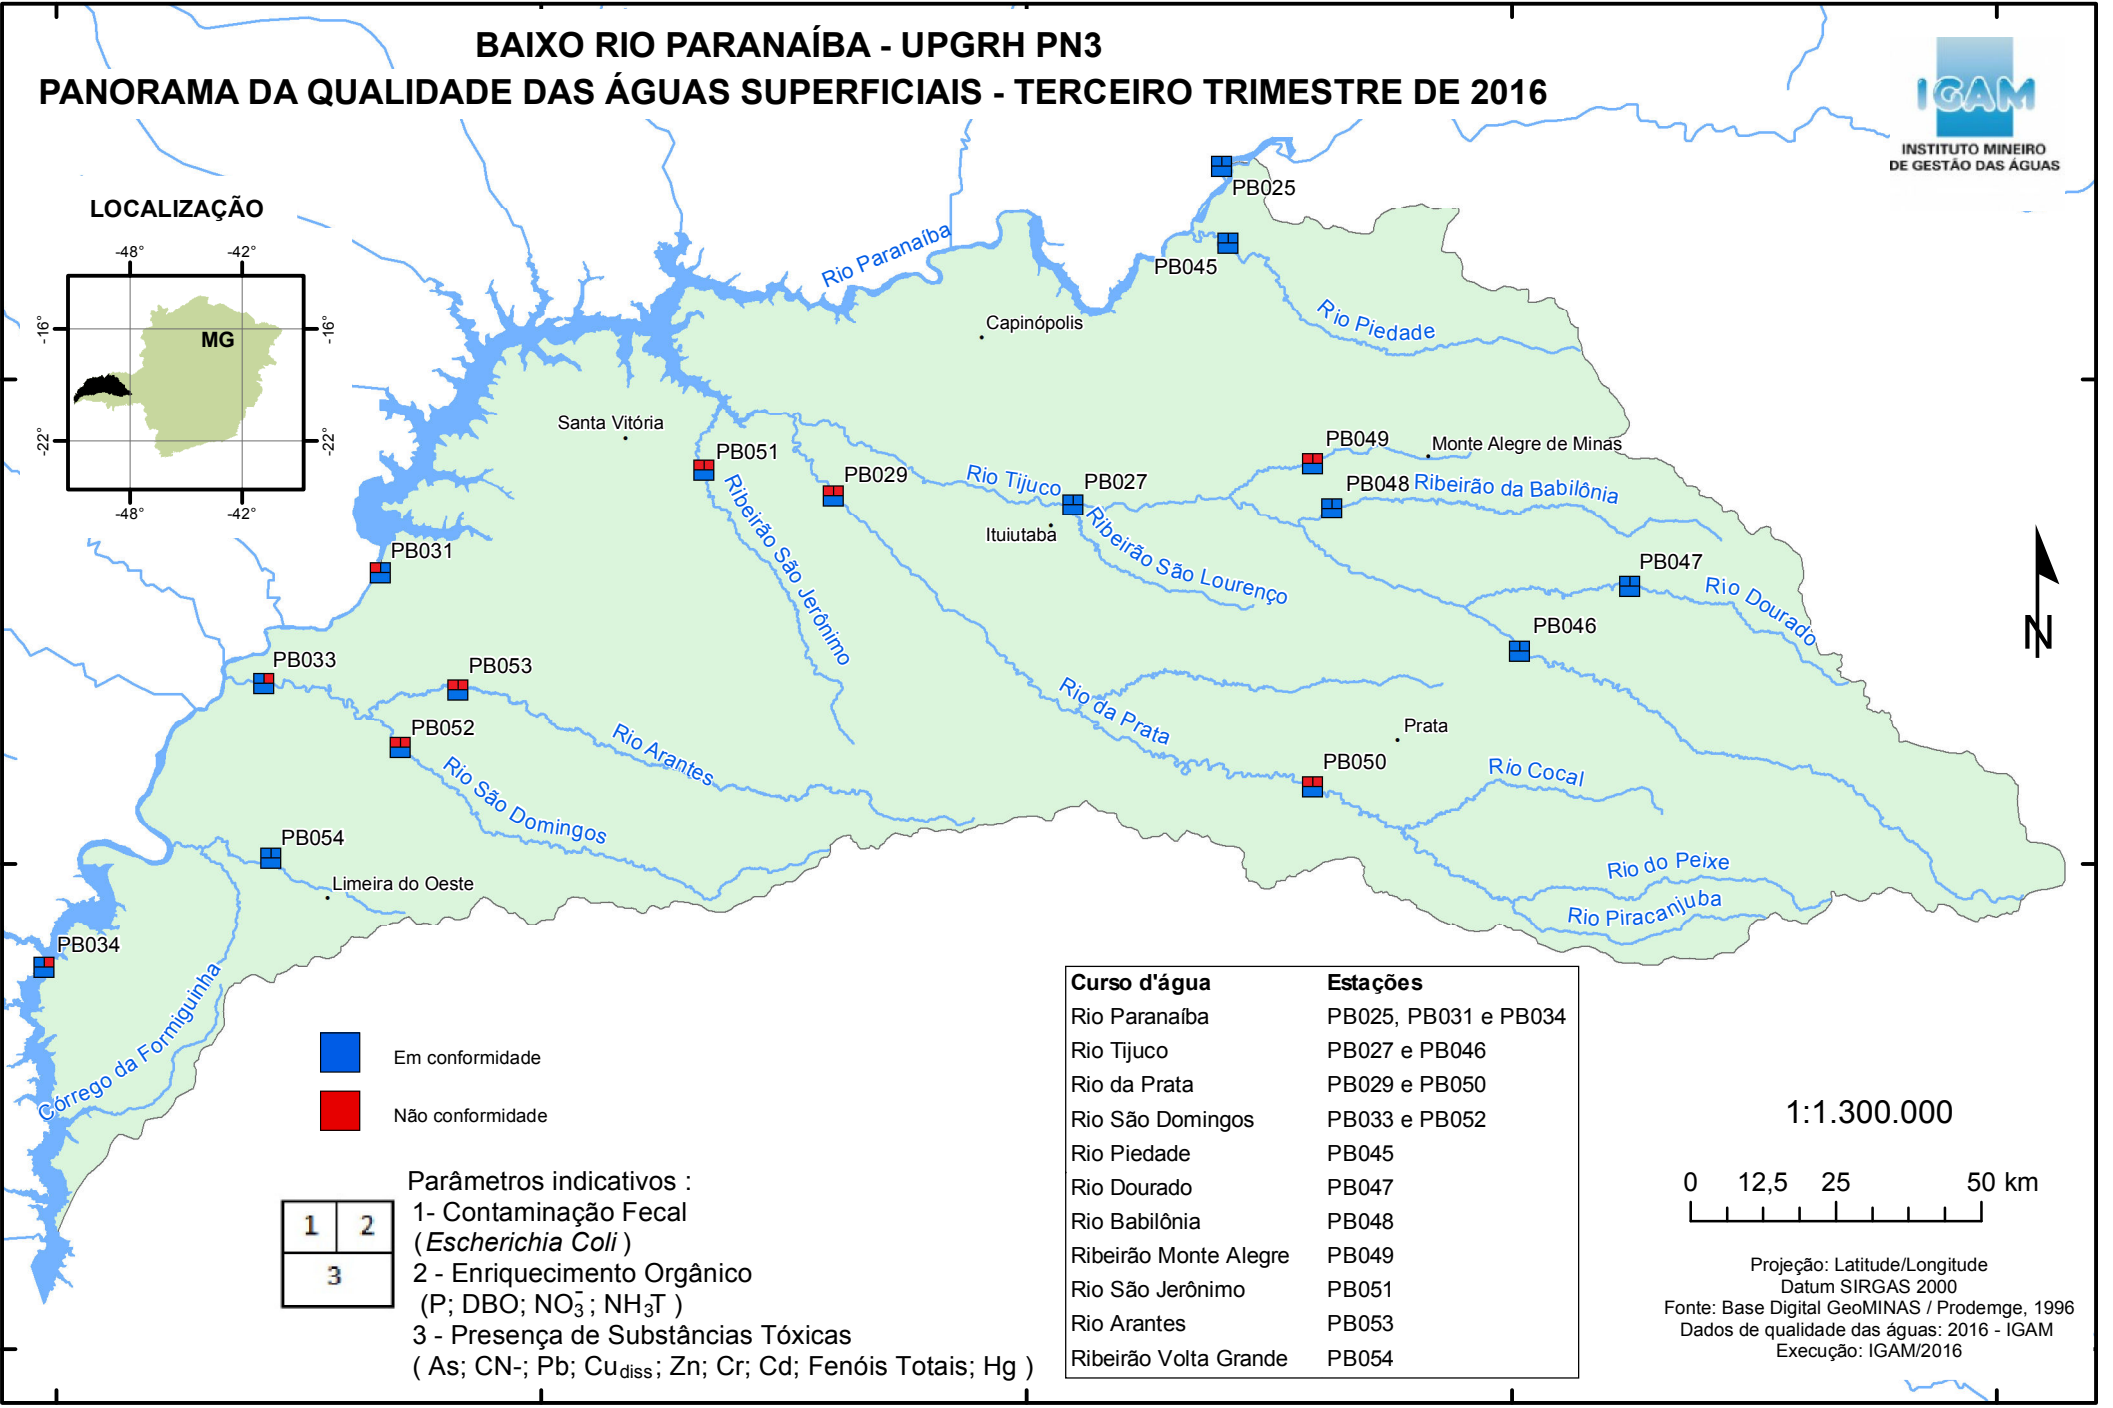 BAIXO RIO PARANAÍBA - UPGRH PN3
PANORAMA DA QUALIDADE DAS ÁGUAS SUPERFICIAIS - TERCEIRO TRIMESTRE DE 2016
IGAM
INSTITUTO MINEIRO
DE GESTÃO DAS ÁGUAS
LOCALIZAÇÃO
-48° -42°
-16° MG -16°
-22° -22°
-48° -42°
PB025
Rio Paranaíba
PB045
Rio Piedade
Capinópolis
Santa Vitória
PB051
PB029
Rio Tijuco
PB027
PB049
Monte Alegre de Minas
PB048
Ribeirão da Babilônia
Ituiutaba
Ribeirão São Lourenço
Ribeirão São Jerônimo
PB031
PB047
Rio Dourado
PB046
PB033
PB053
PB052
Rio Arantes
Rio São Domingos
Rio da Prata
Prata
PB050
Rio Cocal
PB054
Limeira do Oeste
Rio do Peixe
Rio Piracanjuba
PB034
Córrego da Formiguinha
Em conformidade
Não conformidade
Parâmetros indicativos :
1 2
3
1- Contaminação Fecal
(Escherichia Coli )
2 - Enriquecimento Orgânico
(P; DBO; NO₃⁻; NH₃T )
3 - Presença de Substâncias Tóxicas
( As; CN-; Pb; Cudiss; Zn; Cr; Cd; Fenóis Totais; Hg )
Curso d'água Estações
Rio Paranaíba PB025, PB031 e PB034
Rio Tijuco PB027 e PB046
Rio da Prata PB029 e PB050
Rio São Domingos PB033 e PB052
Rio Piedade PB045
Rio Dourado PB047
Rio Babilônia PB048
Ribeirão Monte Alegre PB049
Rio São Jerônimo PB051
Rio Arantes PB053
Ribeirão Volta Grande PB054
N
1:1.300.000
0 12,5 25 50 km
Projeção: Latitude/Longitude
Datum SIRGAS 2000
Fonte: Base Digital GeoMINAS / Prodemge, 1996
Dados de qualidade das águas: 2016 - IGAM
Execução: IGAM/2016